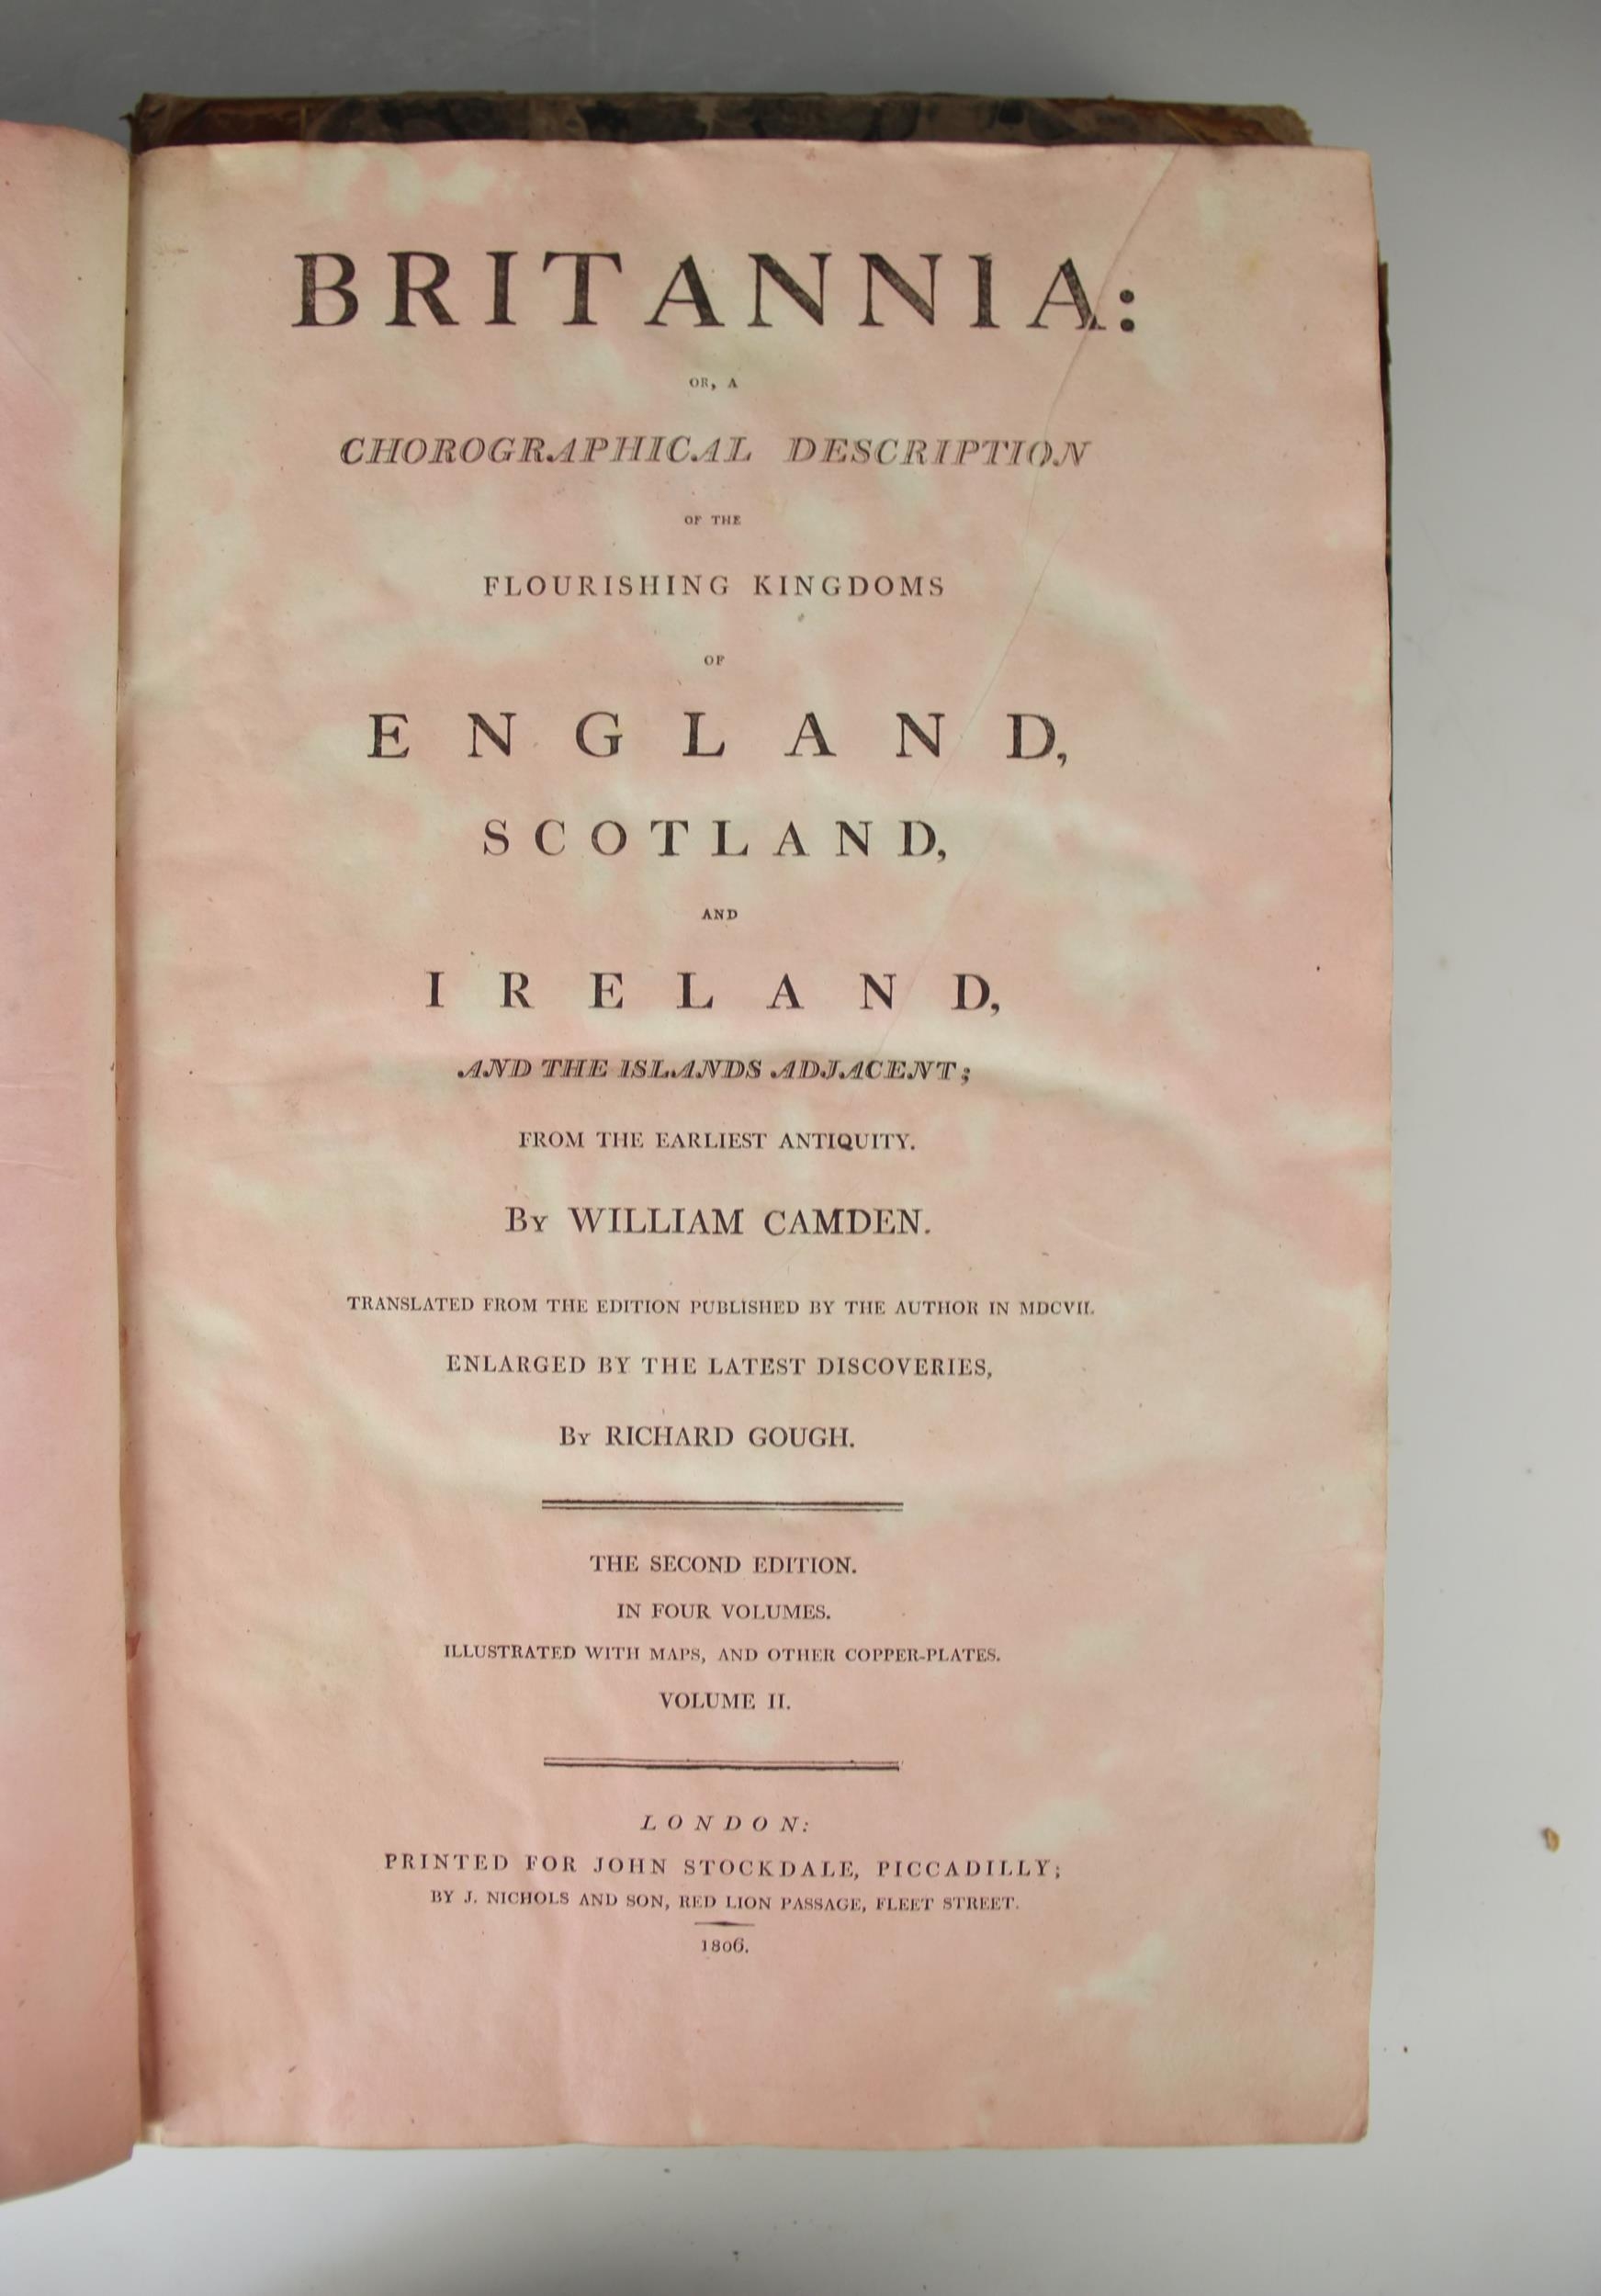 BRITANNIA:
OR, A
CHOROGRAPHICAL DESCRIPTION
OF THE
FLOURISHING KINGDOMS
OF
ENGLAND,
SCOTLAND,
AND
IRELAND,
AND THE ISLANDS ADJACENT;
FROM THE EARLIEST ANTIQUITY.
BY WILLIAM CAMDEN.
TRANSLATED FROM THE EDITION PUBLISHED BY THE AUTHOR IN MDCVII.
ENLARGED BY THE LATEST DISCOVERIES,
BY RICHARD GOUGH.
THE SECOND EDITION.
IN FOUR VOLUMES.
ILLUSTRATED WITH MAPS, AND OTHER COPPER-PLATES.
VOLUME II.
LONDON:
PRINTED FOR JOHN STOCKDALE, PICCADILLY;
BY J. NICHOLS AND SON, RED LION PASSAGE, FLEET STREET.
1806.